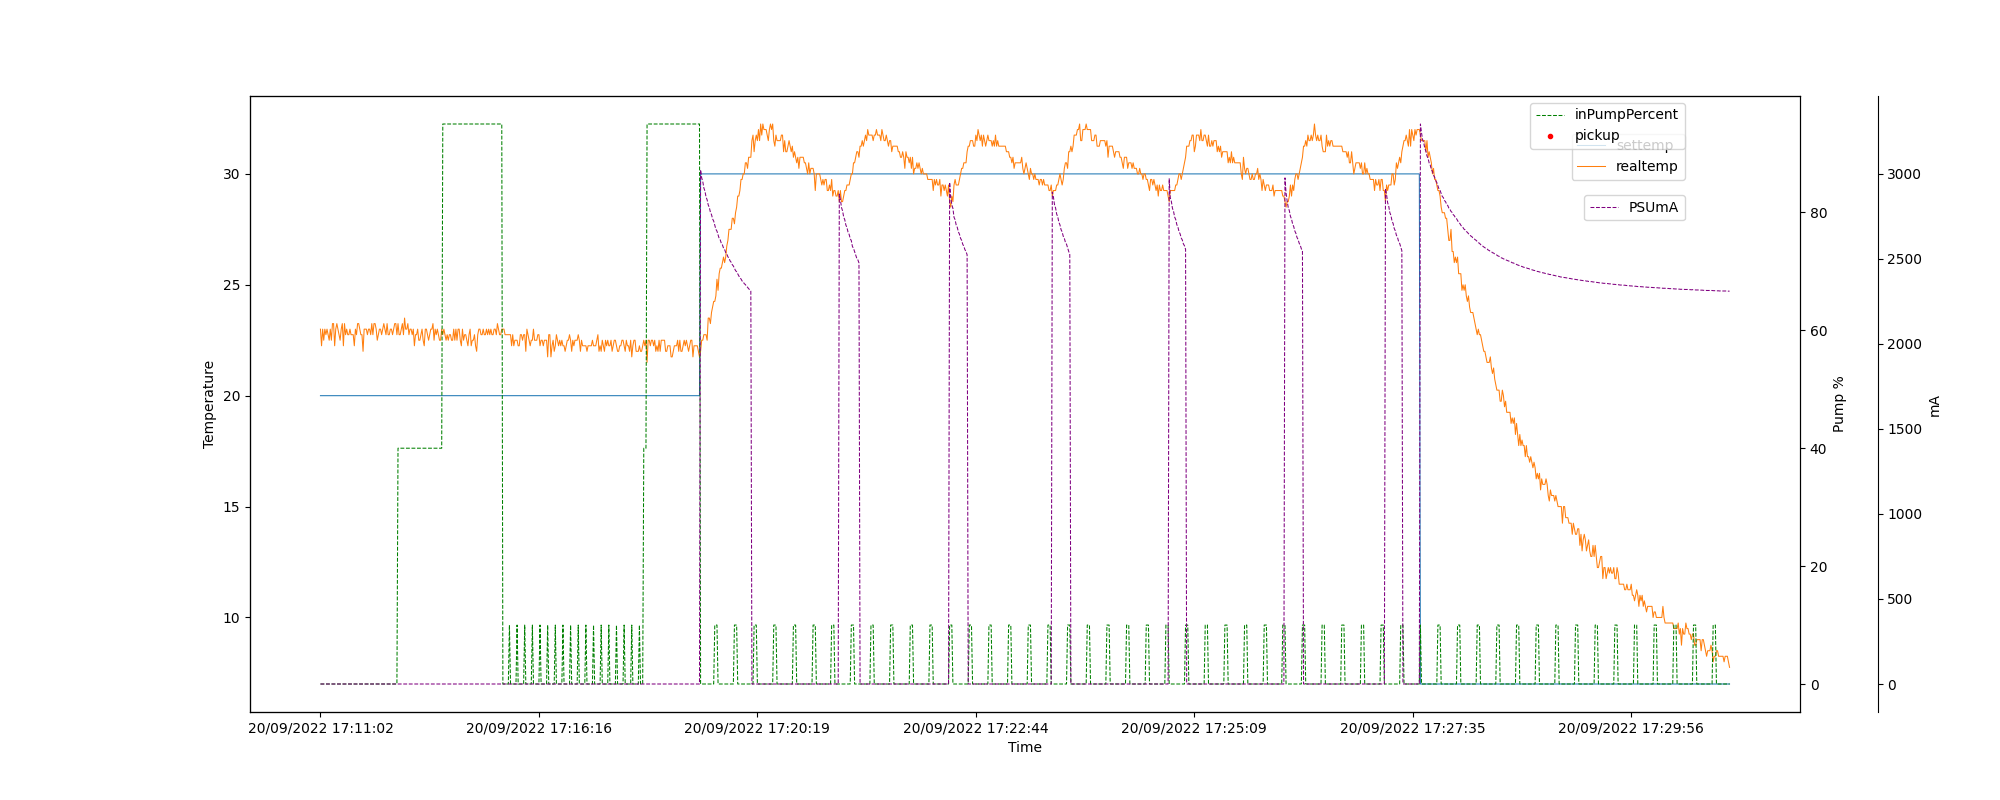 inPumpPercent
pickup
settemp
realtemp
PSUmA
30
25
20
15
10
Temperature
80
60
40
20
0
Pump %
3000
2500
2000
1500
1000
500
0
mA
20/09/2022 17:11:02
20/09/2022 17:16:16
20/09/2022 17:20:19
20/09/2022 17:22:44
20/09/2022 17:25:09
20/09/2022 17:27:35
20/09/2022 17:29:56
Time